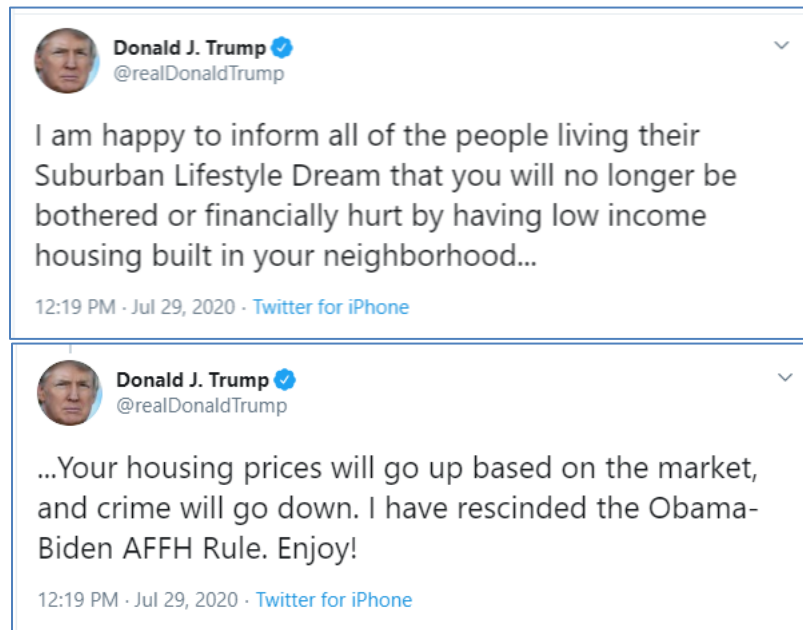 Donald J. Trump
@realDonaldTrump
I am happy to inform all of the people living their
Suburban Lifestyle Dream that you will no longer be
bothered or financially hurt by having low income
housing built in your neighborhood...
12:19 PM · Jul 29, 2020 · Twitter for iPhone
Donald J. Trump
@realDonaldTrump
...Your housing prices will go up based on the market,
and crime will go down. I have rescinded the Obama-
Biden AFFH Rule. Enjoy!
12:19 PM · Jul 29, 2020 · Twitter for iPhone